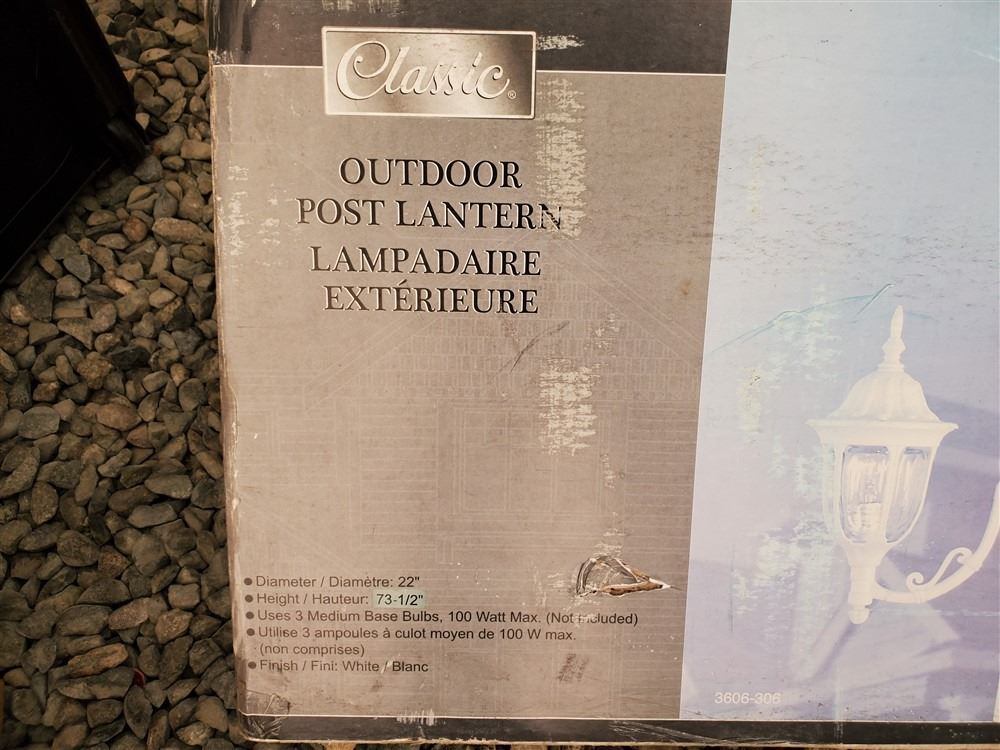 Classic®
OUTDOOR
POST LANTERN
LAMPADAIRE
EXTÉRIEURE
● Diameter / Diamètre: 22"
● Height / Hauteur: 73-1/2"
● Uses 3 Medium Base Bulbs, 100 Watt Max. (Not included)
● Utilise 3 ampoules à culot moyen de 100 W max.
(non comprises)
● Finish / Fini: White / Blanc
3606-306